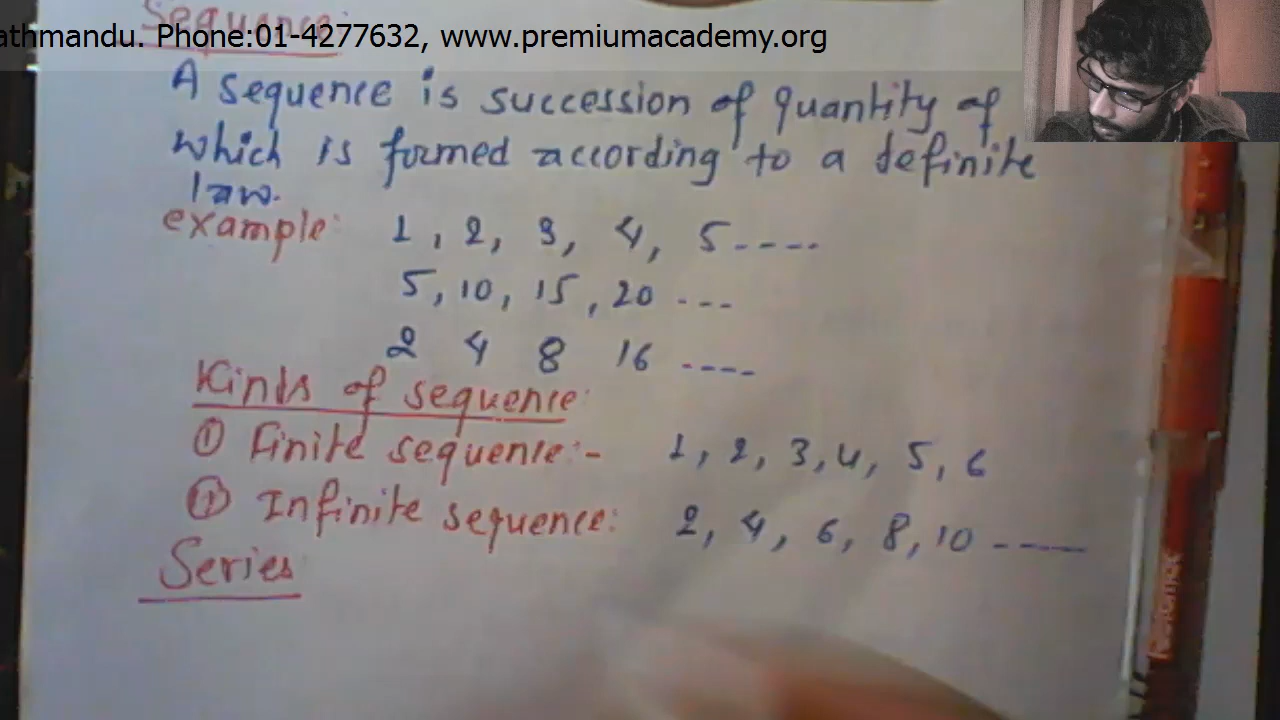 Sequence:
athmandu. Phone:01-4277632, www.premiumacademy.org
A sequence is succession of quantity of
which is formed according to a definite
law.
example: 1, 2, 3, 4, 5-----
5, 10, 15, 20 ---
2 4 8 16 ----
Kinds of sequence:
① Finite sequence:- 1, 2, 3, 4, 5, 6
② Infinite sequence: 2, 4, 6, 8, 10 -----
Series